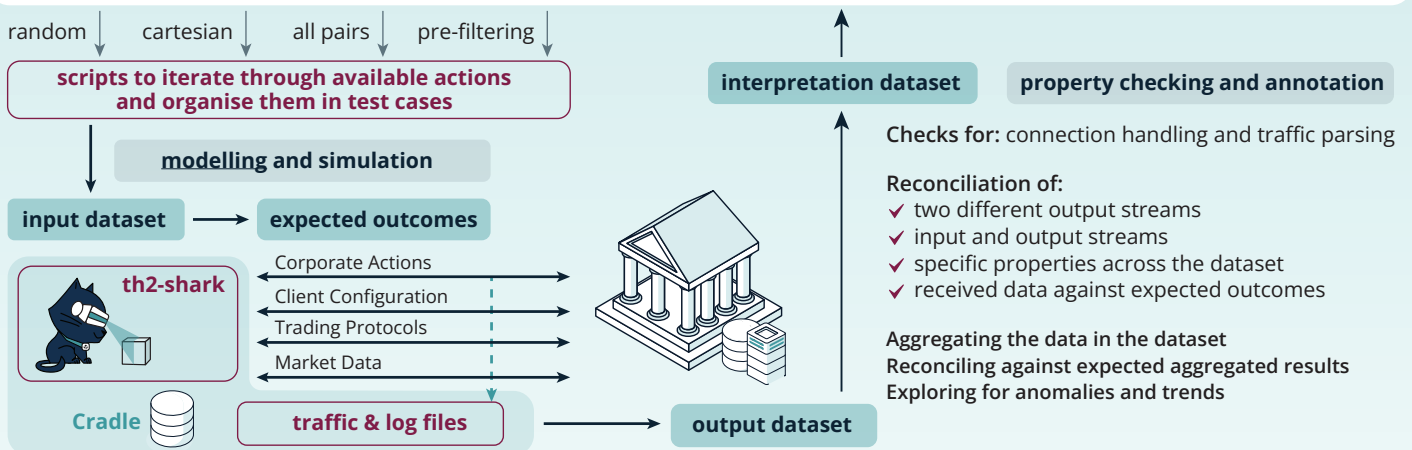 random cartesian all pairs pre-filtering
scripts to iterate through available actions
and organise them in test cases
modelling and simulation
input dataset
expected outcomes
th2-shark
Corporate Actions
Client Configuration
Trading Protocols
Market Data
Cradle
traffic & log files
output dataset
interpretation dataset
property checking and annotation
Checks for: connection handling and traffic parsing
Reconciliation of:
✓ two different output streams
✓ input and output streams
✓ specific properties across the dataset
✓ received data against expected outcomes
Aggregating the data in the dataset
Reconciling against expected aggregated results
Exploring for anomalies and trends